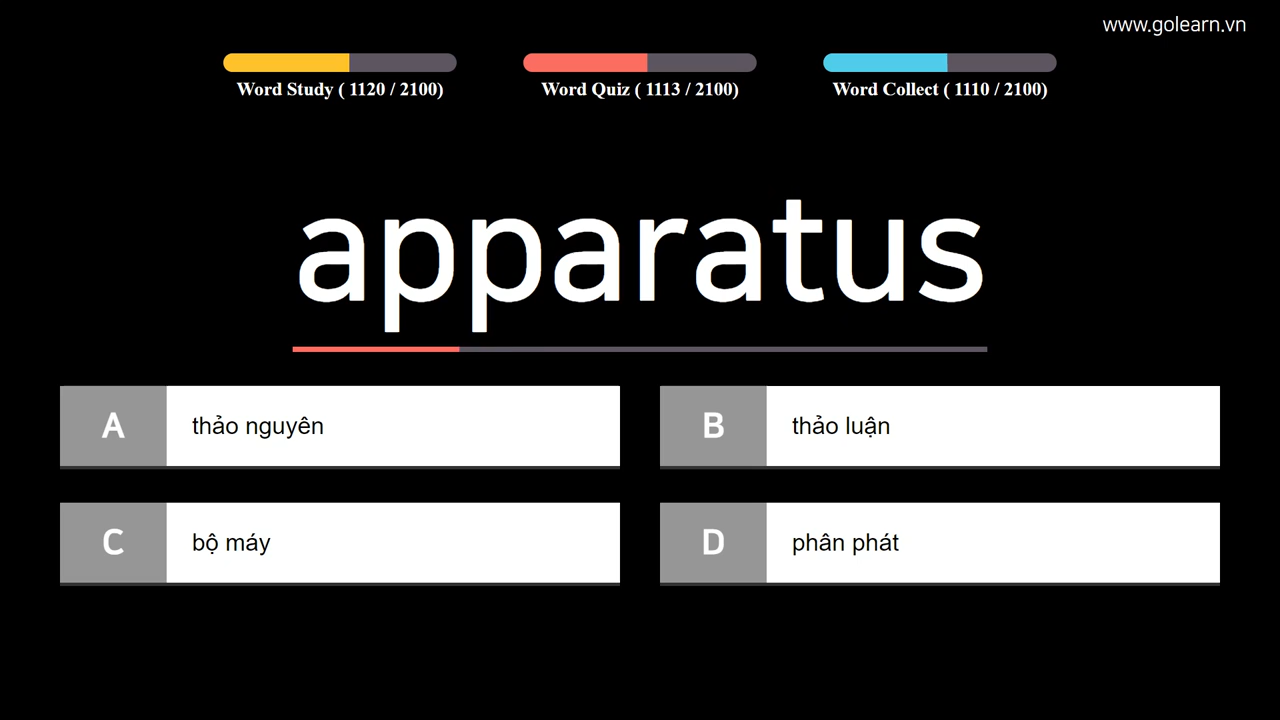 www.golearn.vn
Word Study ( 1120 / 2100)
Word Quiz ( 1113 / 2100)
Word Collect ( 1110 / 2100)
apparatus
A thảo nguyên
B thảo luận
C bộ máy
D phân phát